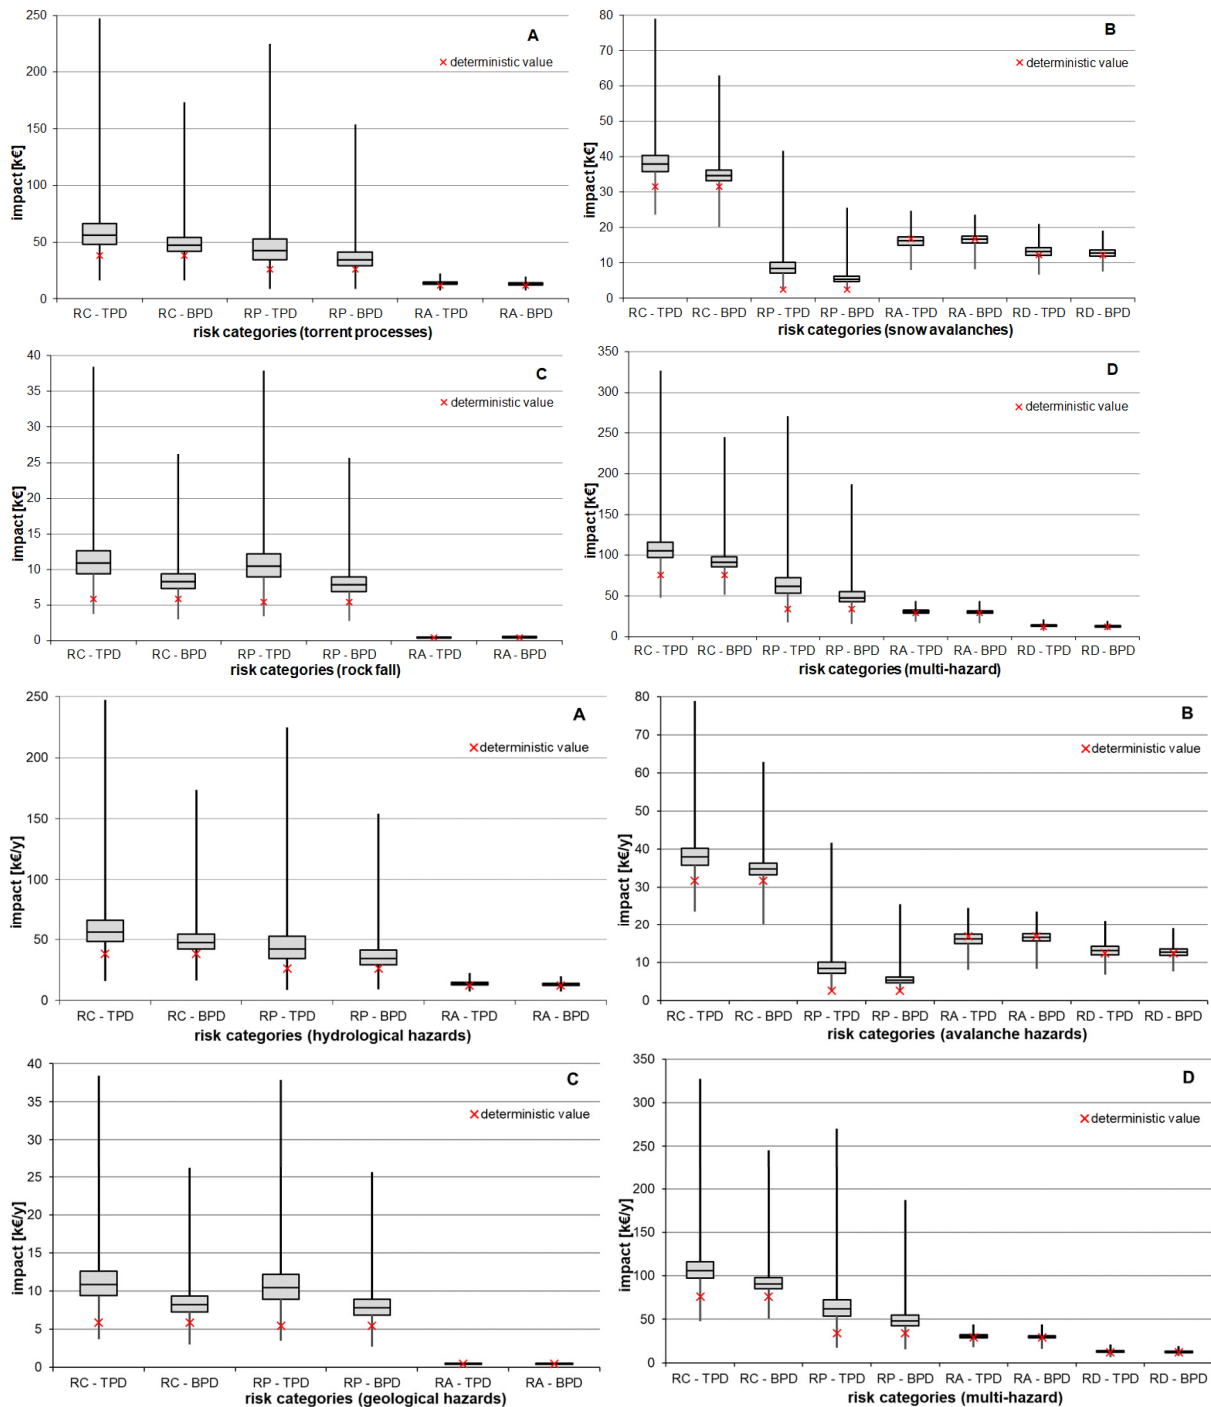 A
× deterministic value
impact [k€]
250
200
150
100
50
0
RC - TPD RC - BPD RP - TPD RP - BPD RA - TPD RA - BPD
risk categories (torrent processes)
B
× deterministic value
impact [k€]
80
70
60
50
40
30
20
10
0
RC - TPD RC - BPD RP - TPD RP - BPD RA - TPD RA - BPD RD - TPD RD - BPD
risk categories (snow avalanches)
C
× deterministic value
impact [k€]
40
35
30
25
20
15
10
5
0
RC - TPD RC - BPD RP - TPD RP - BPD RA - TPD RA - BPD
risk categories (rock fall)
D
× deterministic value
impact [k€]
350
300
250
200
150
100
50
0
RC - TPD RC - BPD RP - TPD RP - BPD RA - TPD RA - BPD RD - TPD RD - BPD
risk categories (multi-hazard)
A
× deterministic value
impact [k€/y]
250
200
150
100
50
0
RC - TPD RC - BPD RP - TPD RP - BPD RA - TPD RA - BPD
risk categories (hydrological hazards)
B
× deterministic value
impact [k€/y]
80
70
60
50
40
30
20
10
0
RC - TPD RC - BPD RP - TPD RP - BPD RA - TPD RA - BPD RD - TPD RD - BPD
risk categories (avalanche hazards)
C
× deterministic value
impact [k€/y]
40
35
30
25
20
15
10
5
0
RC - TPD RC - BPD RP - TPD RP - BPD RA - TPD RA - BPD
risk categories (geological hazards)
D
× deterministic value
impact [k€/y]
350
300
250
200
150
100
50
0
RC - TPD RC - BPD RP - TPD RP - BPD RA - TPD RA - BPD RD - TPD RD - BPD
risk categories (multi-hazard)